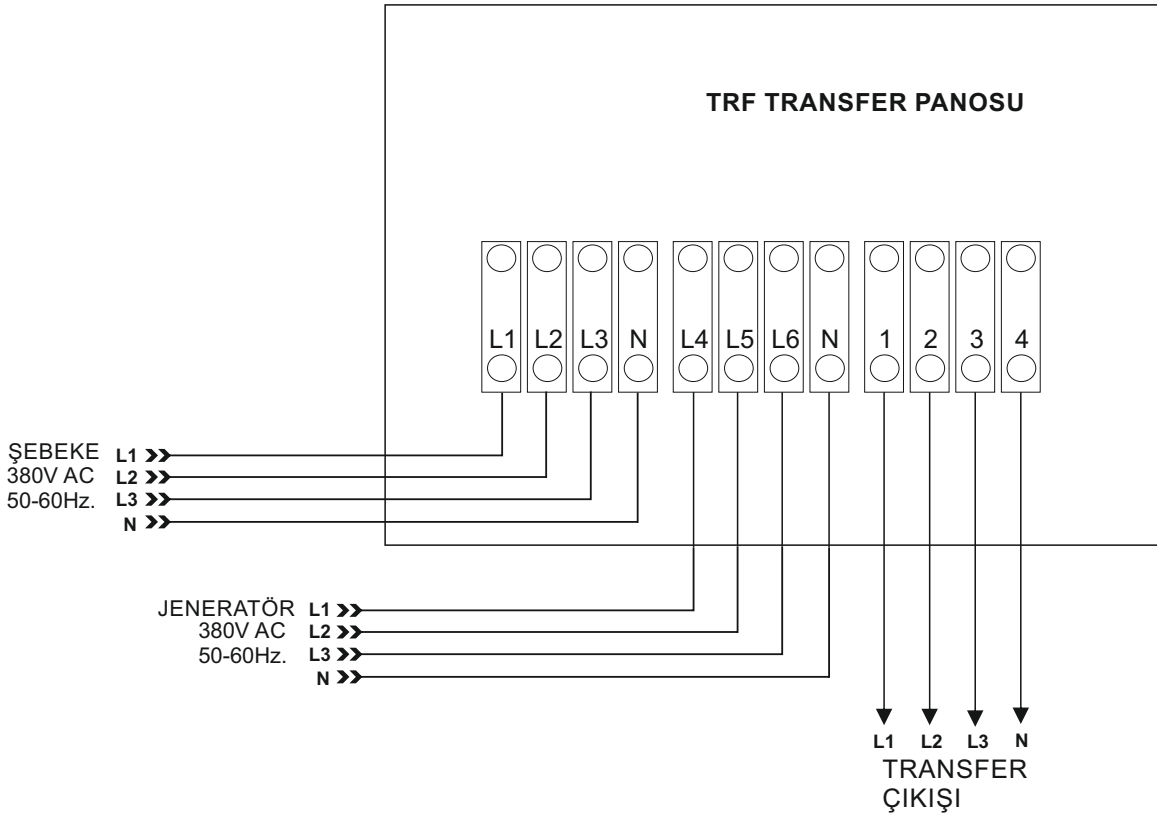 TRF TRANSFER PANOSU
L1 L2 L3 N L4 L5 L6 N 1 2 3 4
ŞEBEKE L1
380V AC L2
50-60Hz. L3
N
JENERATÖR L1
380V AC L2
50-60Hz. L3
N
L1 L2 L3 N
TRANSFER
ÇIKIŞI